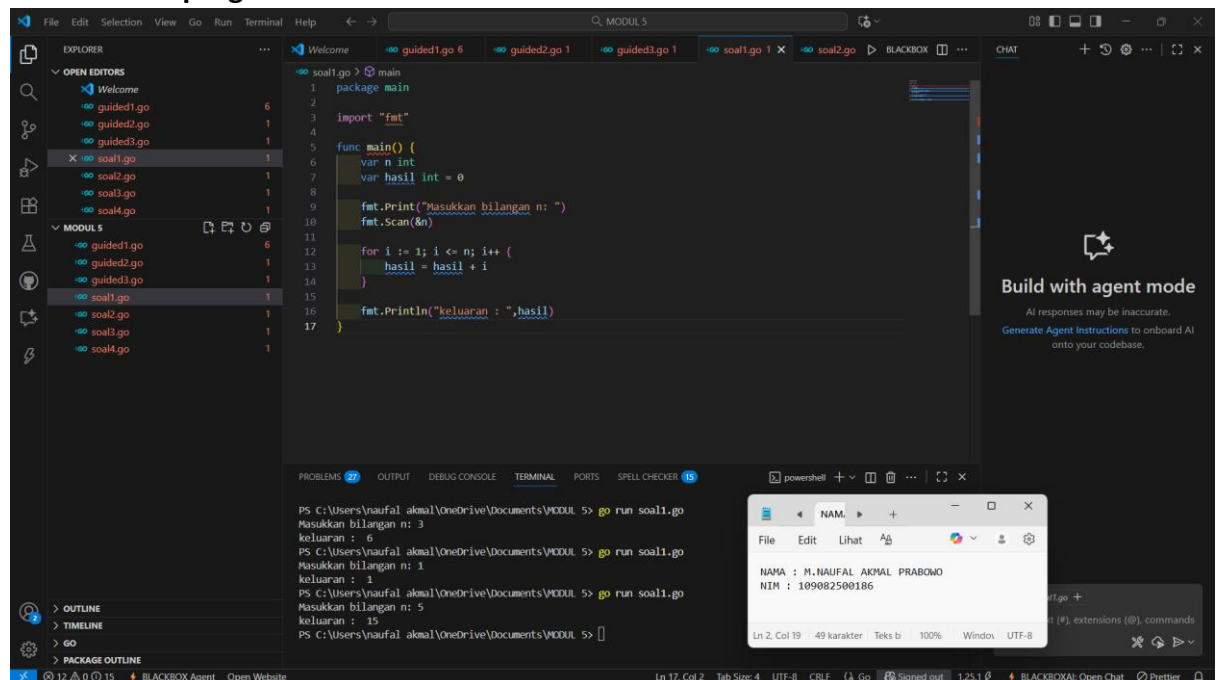 File Edit Selection View Go Run Terminal Help
MODUL 5
EXPLORER
OPEN EDITORS
Welcome
guided1.go 6
guided2.go 1
guided3.go 1
soal1.go 1
soal2.go 1
soal3.go 1
soal4.go 1
MODUL 5
guided1.go 6
guided2.go 1
guided3.go 1
soal1.go 1
soal2.go 1
soal3.go 1
soal4.go 1
OUTLINE
TIMELINE
GO
PACKAGE OUTLINE
Welcome guided1.go 6 guided2.go 1 guided3.go 1 soal1.go 1 soal2.go BLACKBOX
soal1.go > main
1 package main
2
3 import "fmt"
4
5 func main() {
6 var n int
7 var hasil int = 0
8
9 fmt.Print("Masukkan bilangan n: ")
10 fmt.Scan(&n)
11
12 for i := 1; i <= n; i++ {
13 hasil = hasil + i
14 }
15
16 fmt.Println("keluaran : ",hasil)
17 }
PROBLEMS 27 OUTPUT DEBUG CONSOLE TERMINAL PORTS SPELL CHECKER 15 powershell
PS C:\Users\naufal akmal\OneDrive\Documents\MODUL 5> go run soal1.go
Masukkan bilangan n: 3
keluaran : 6
PS C:\Users\naufal akmal\OneDrive\Documents\MODUL 5> go run soal1.go
Masukkan bilangan n: 1
keluaran : 1
PS C:\Users\naufal akmal\OneDrive\Documents\MODUL 5> go run soal1.go
Masukkan bilangan n: 5
keluaran : 15
PS C:\Users\naufal akmal\OneDrive\Documents\MODUL 5>
CHAT
Build with agent mode
AI responses may be inaccurate.
Generate Agent Instructions to onboard AI
onto your codebase.
NAM
File Edit Lihat
NAMA : M.NAUFAL AKMAL PRABOWO
NIM : 109082500186
Ln 2, Col 19 49 karakter Teks b 100% Window UTF-8
(#), extensions (@), commands
12 0 15 BLACKBOX Agent Open Website Ln 17, Col 2 Tab Size: 4 UTF-8 CRLF Go Signed out 1.25.1 BLACKBOXAI: Open Chat Prettier